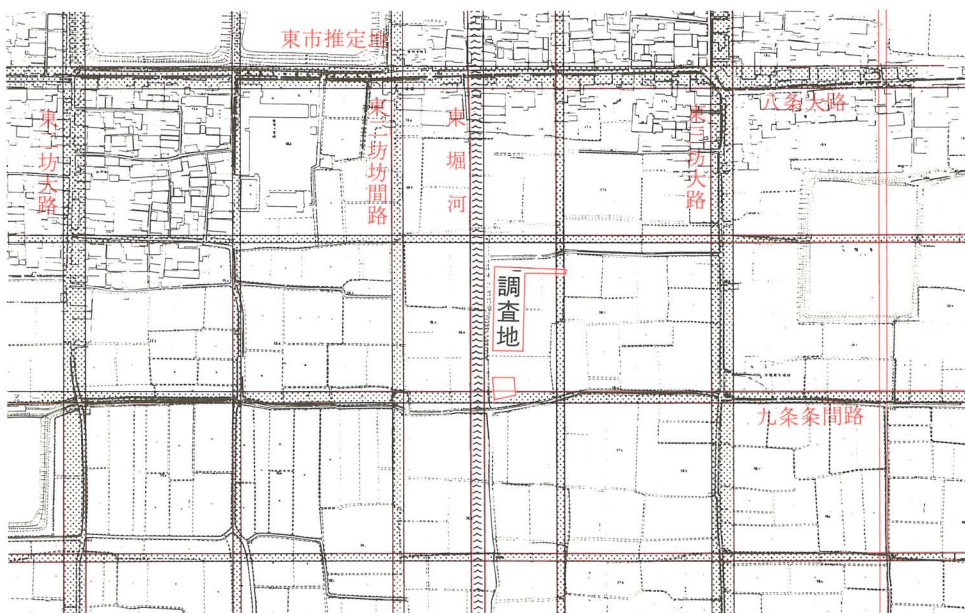 東市推定地
八条大路
東二坊大路
東三坊坊間路
東堀河
東三坊大路
調査地
九条条間路